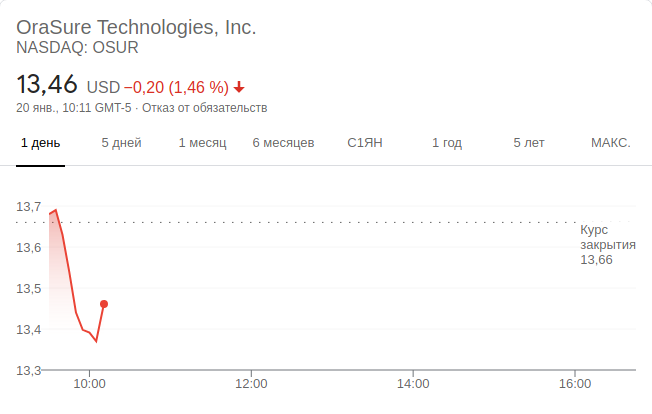 OraSure Technologies, Inc.
NASDAQ: OSUR
13,46 USD −0,20 (1,46 %)
20 янв., 10:11 GMT-5 · Отказ от обязательств
1 день 5 дней 1 месяц 6 месяцев С1ЯН 1 год 5 лет МАКС.
13,7
Курс
закрытия
13,66
13,6
13,5
13,4
13,3
10:00 12:00 14:00 16:00